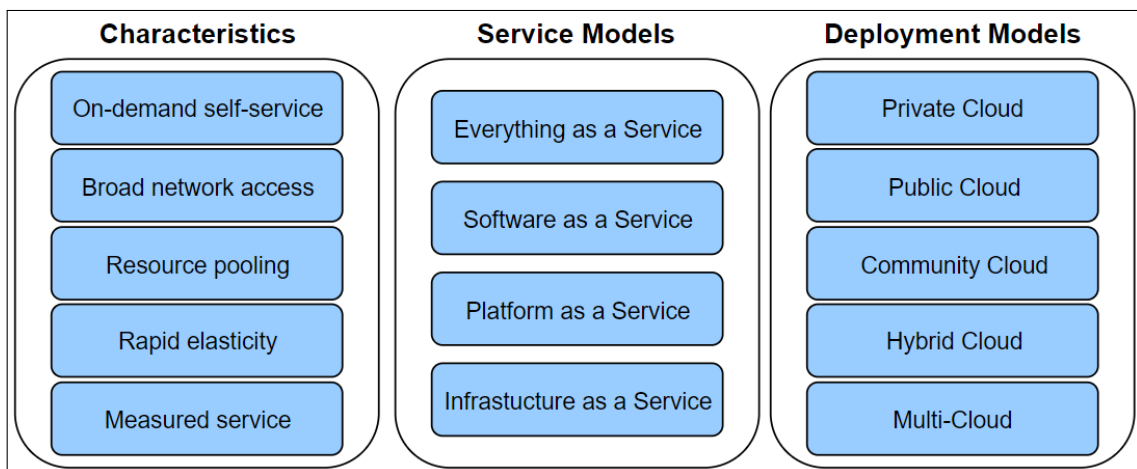 Characteristics
On-demand self-service
Broad network access
Resource pooling
Rapid elasticity
Measured service
Service Models
Everything as a Service
Software as a Service
Platform as a Service
Infrastucture as a Service
Deployment Models
Private Cloud
Public Cloud
Community Cloud
Hybrid Cloud
Multi-Cloud